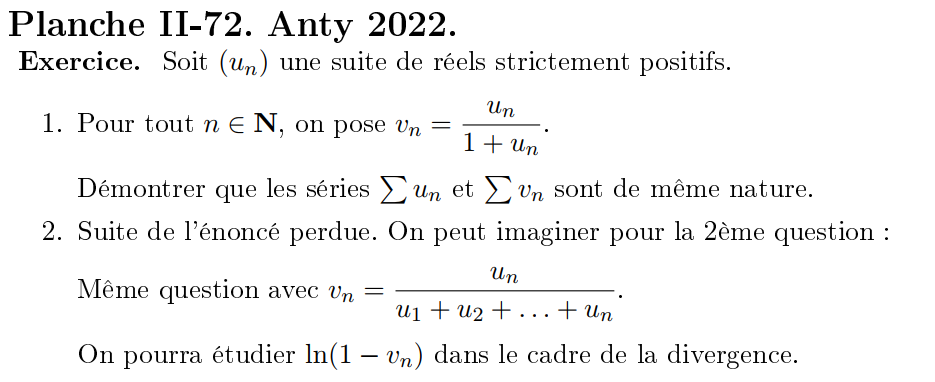 Planche II-72. Anty 2022.
Exercice. Soit $(u_n)$ une suite de réels strictement positifs.
1. Pour tout $n \in \mathbf{N}$, on pose $v_n = \dfrac{u_n}{1 + u_n}$.
Démontrer que les séries $\sum u_n$ et $\sum v_n$ sont de même nature.
2. Suite de l'énoncé perdue. On peut imaginer pour la 2ème question :
Même question avec $v_n = \dfrac{u_n}{u_1 + u_2 + \ldots + u_n}$.
On pourra étudier $\ln(1 - v_n)$ dans le cadre de la divergence.